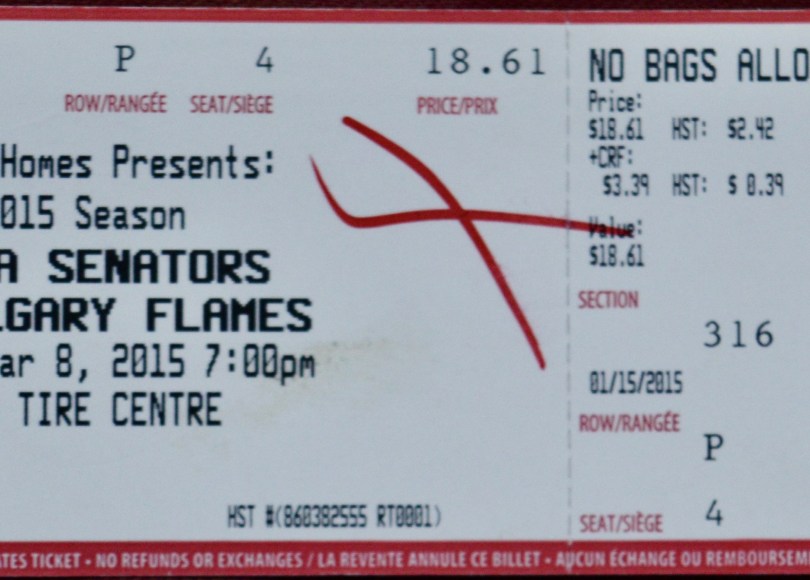 P 4 18.61
ROW/RANGÉE SEAT/SIÈGE PRICE/PRIX
Homes Presents:
015 Season
A SENATORS
LGARY FLAMES
ar 8, 2015 7:00pm
TIRE CENTRE
HST #(860382555 RT0001)
NO BAGS ALLO
Price:
$18.61 HST: $2.42
+CRF:
$3.39 HST: $ 0.39
Value:
$18.61
SECTION
316
01/15/2015
ROW/RANGÉE
P
SEAT/SIÈGE 4
ATES TICKET • NO REFUNDS OR EXCHANGES / LA REVENTE ANNULE CE BILLET • AUCUN ÉCHANGE OU REMBOURSEM